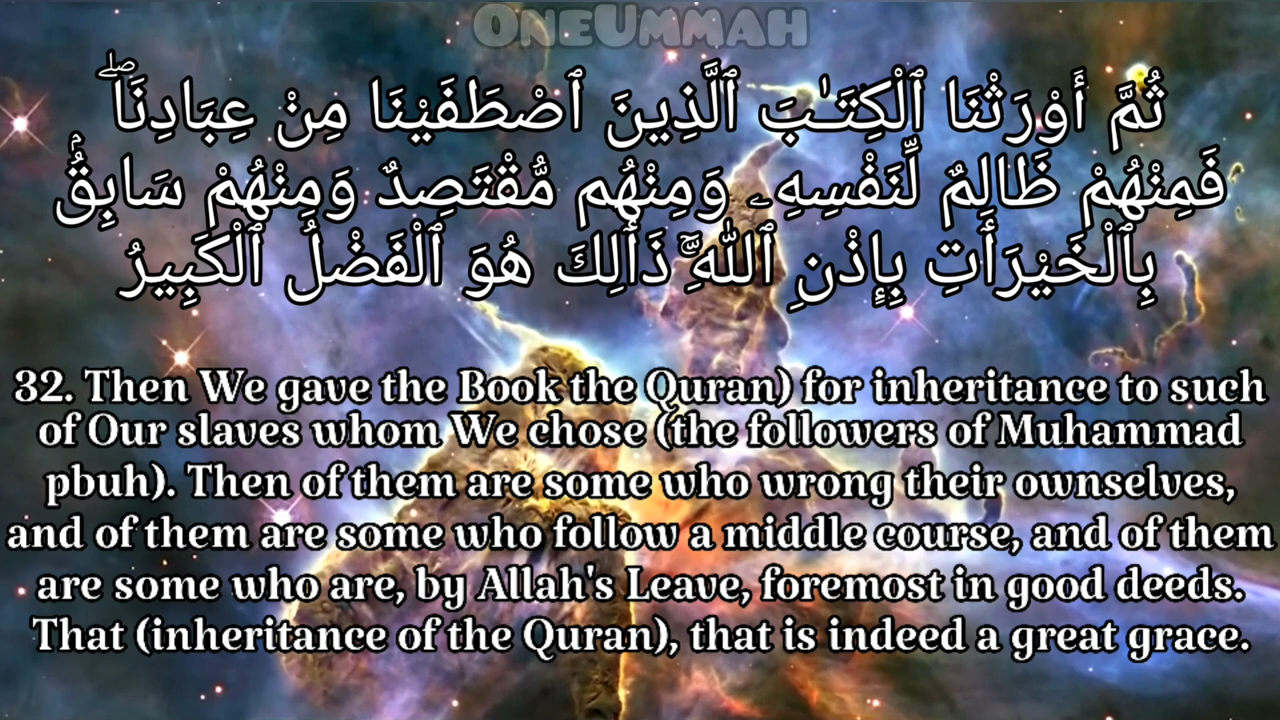 OneUmmah
ثُمَّ أَوْرَثْنَا ٱلْكِتَـٰبَ ٱلَّذِينَ ٱصْطَفَيْنَا مِنْ عِبَادِنَاۖ
فَمِنْهُمْ ظَالِمٌ لِّنَفْسِهِۦ وَمِنْهُم مُّقْتَصِدٌ وَمِنْهُمْ سَابِقُۢ
بِٱلْخَيْرَٲتِ بِإِذْنِ ٱللَّهِۚ ذَٲلِكَ هُوَ ٱلْفَضْلُ ٱلْكَبِيرُ
32. Then We gave the Book the Quran) for inheritance to such
of Our slaves whom We chose (the followers of Muhammad
pbuh). Then of them are some who wrong their ownselves,
and of them are some who follow a middle course, and of them
are some who are, by Allah's Leave, foremost in good deeds.
That (inheritance of the Quran), that is indeed a great grace.